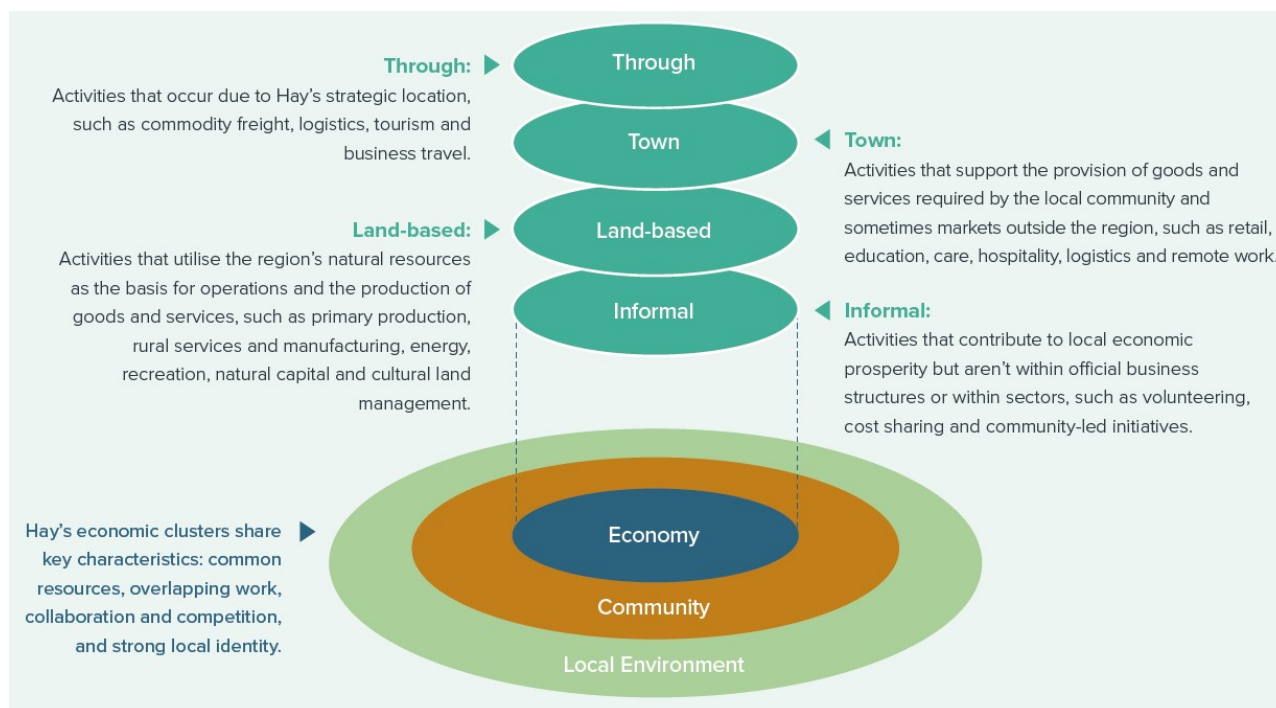 Through
Through:
Activities that occur due to Hay's strategic location,
such as commodity freight, logistics, tourism and
business travel.
Town
Town:
Activities that support the provision of goods and
services required by the local community and
sometimes markets outside the region, such as retail,
education, care, hospitality, logistics and remote work.
Land-based
Land-based:
Activities that utilise the region's natural resources
as the basis for operations and the production of
goods and services, such as primary production,
rural services and manufacturing, energy,
recreation, natural capital and cultural land
management.
Informal
Informal:
Activities that contribute to local economic
prosperity but aren't within official business
structures or within sectors, such as volunteering,
cost sharing and community-led initiatives.
Hay's economic clusters share
key characteristics: common
resources, overlapping work,
collaboration and competition,
and strong local identity.
Economy
Community
Local Environment